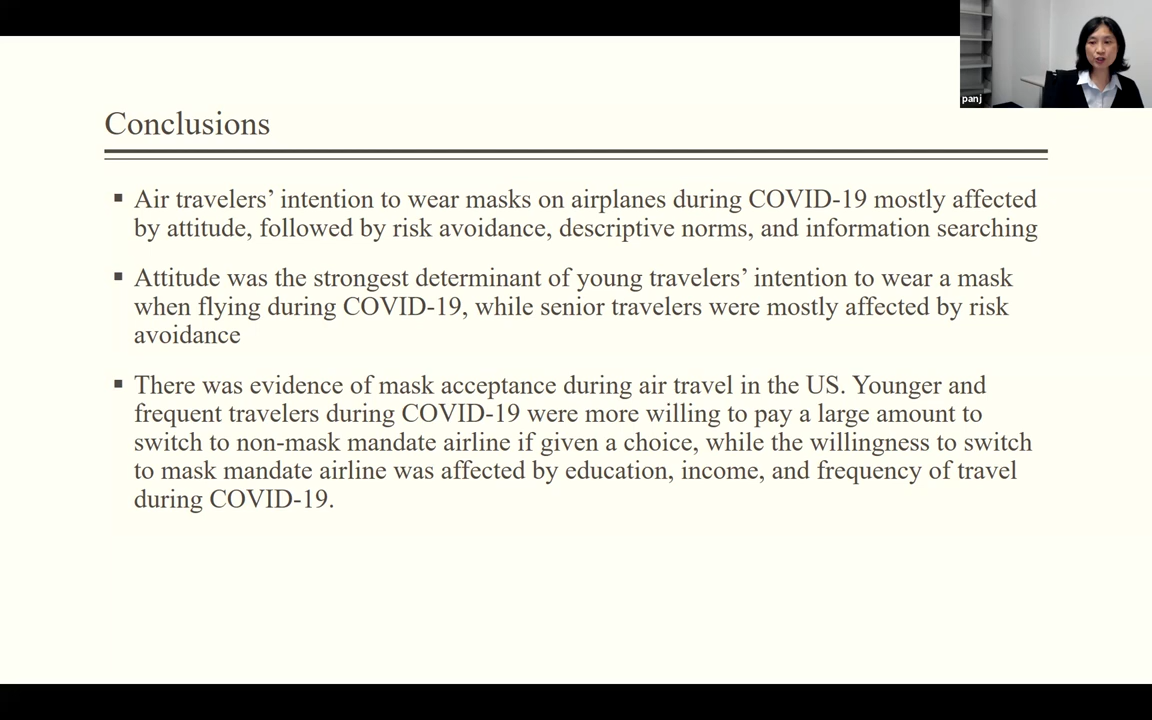 panj
Conclusions
▪ Air travelers’ intention to wear masks on airplanes during COVID-19 mostly affected
by attitude, followed by risk avoidance, descriptive norms, and information searching
▪ Attitude was the strongest determinant of young travelers’ intention to wear a mask
when flying during COVID-19, while senior travelers were mostly affected by risk
avoidance
▪ There was evidence of mask acceptance during air travel in the US. Younger and
frequent travelers during COVID-19 were more willing to pay a large amount to
switch to non-mask mandate airline if given a choice, while the willingness to switch
to mask mandate airline was affected by education, income, and frequency of travel
during COVID-19.